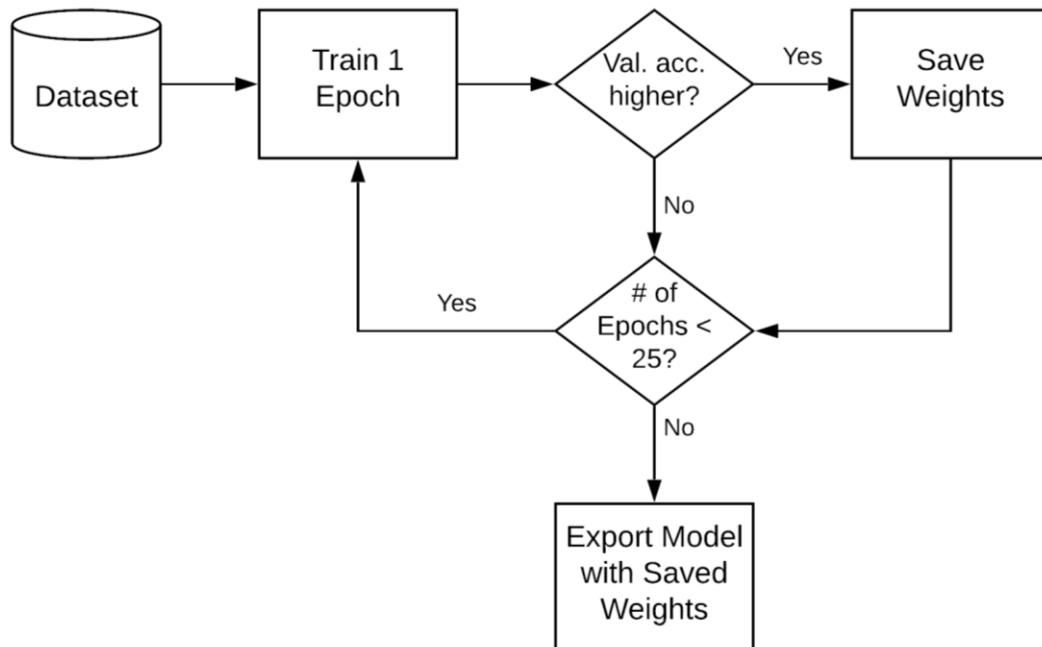 Dataset
Train 1
Epoch
Val. acc.
higher?
Yes
Save
Weights
No
# of
Epochs <
25?
Yes
No
Export Model
with Saved
Weights